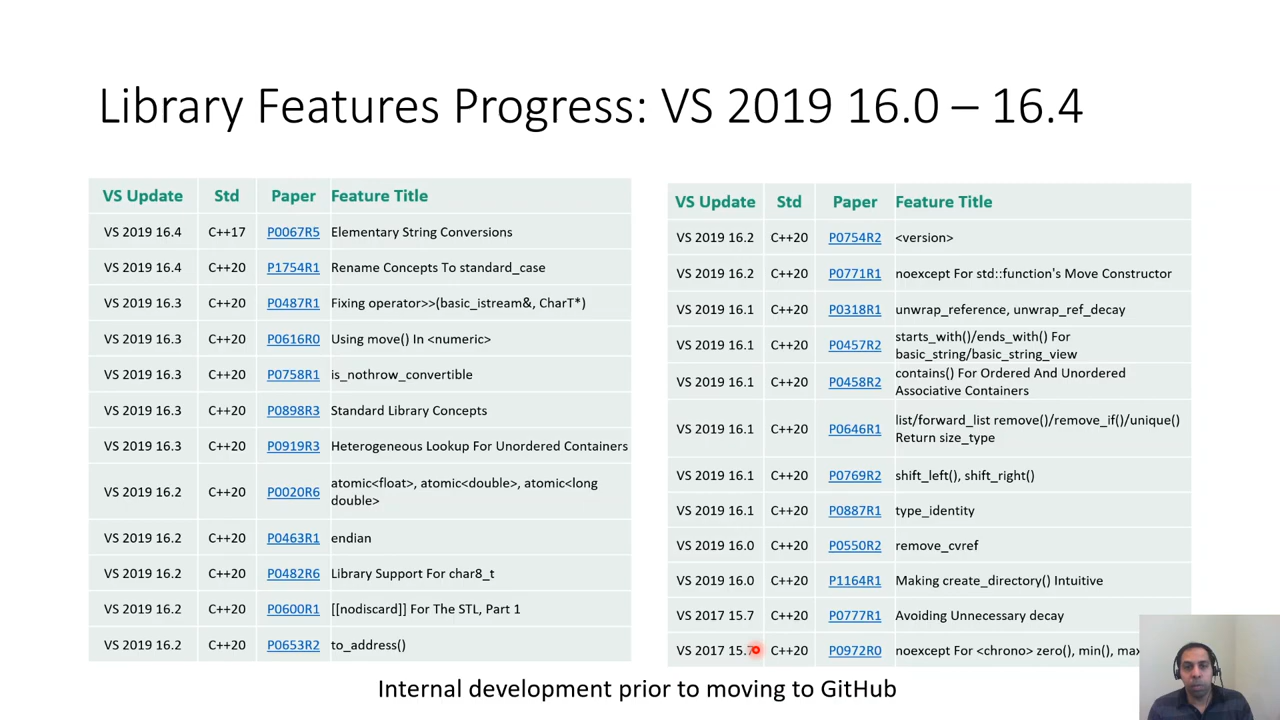 Library Features Progress: VS 2019 16.0 – 16.4
VS Update Std Paper Feature Title
VS 2019 16.4 C++17 P0067R5 Elementary String Conversions
VS 2019 16.4 C++20 P1754R1 Rename Concepts To standard_case
VS 2019 16.3 C++20 P0487R1 Fixing operator>>(basic_istream&, CharT*)
VS 2019 16.3 C++20 P0616R0 Using move() In <numeric>
VS 2019 16.3 C++20 P0758R1 is_nothrow_convertible
VS 2019 16.3 C++20 P0898R3 Standard Library Concepts
VS 2019 16.3 C++20 P0919R3 Heterogeneous Lookup For Unordered Containers
VS 2019 16.2 C++20 P0020R6 atomic<float>, atomic<double>, atomic<long
double>
VS 2019 16.2 C++20 P0463R1 endian
VS 2019 16.2 C++20 P0482R6 Library Support For char8_t
VS 2019 16.2 C++20 P0600R1 [[nodiscard]] For The STL, Part 1
VS 2019 16.2 C++20 P0653R2 to_address()
VS Update Std Paper Feature Title
VS 2019 16.2 C++20 P0754R2 <version>
VS 2019 16.2 C++20 P0771R1 noexcept For std::function's Move Constructor
VS 2019 16.1 C++20 P0318R1 unwrap_reference, unwrap_ref_decay
VS 2019 16.1 C++20 P0457R2 starts_with()/ends_with() For
basic_string/basic_string_view
VS 2019 16.1 C++20 P0458R2 contains() For Ordered And Unordered
Associative Containers
VS 2019 16.1 C++20 P0646R1 list/forward_list remove()/remove_if()/unique()
Return size_type
VS 2019 16.1 C++20 P0769R2 shift_left(), shift_right()
VS 2019 16.1 C++20 P0887R1 type_identity
VS 2019 16.0 C++20 P0550R2 remove_cvref
VS 2019 16.0 C++20 P1164R1 Making create_directory() Intuitive
VS 2017 15.7 C++20 P0777R1 Avoiding Unnecessary decay
VS 2017 15.7 C++20 P0972R0 noexcept For <chrono> zero(), min(), max
Internal development prior to moving to GitHub